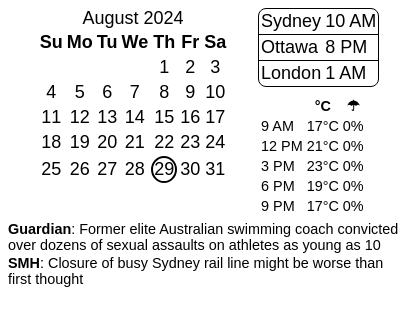 August 2024
Su Mo Tu We Th Fr Sa
1 2 3
4 5 6 7 8 9 10
11 12 13 14 15 16 17
18 19 20 21 22 23 24
25 26 27 28 29 30 31
Sydney 10 AM
Ottawa 8 PM
London 1 AM
°C ☂
9 AM 17°C 0%
12 PM 21°C 0%
3 PM 23°C 0%
6 PM 19°C 0%
9 PM 17°C 0%
Guardian: Former elite Australian swimming coach convicted
over dozens of sexual assaults on athletes as young as 10
SMH: Closure of busy Sydney rail line might be worse than
first thought